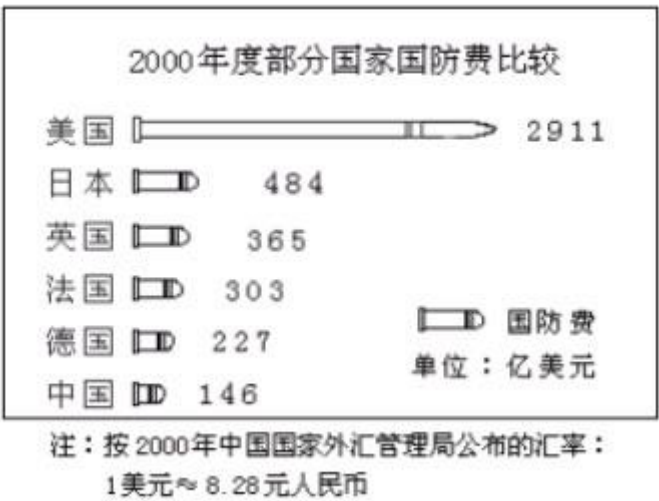 2000年度部分国家国防费比较
美国 2911
日本 484
英国 365
法国 303
德国 227
中国 146
国防费
单位：亿美元
注：按2000年中国国家外汇管理局公布的汇率：
1美元≈8.28元人民币